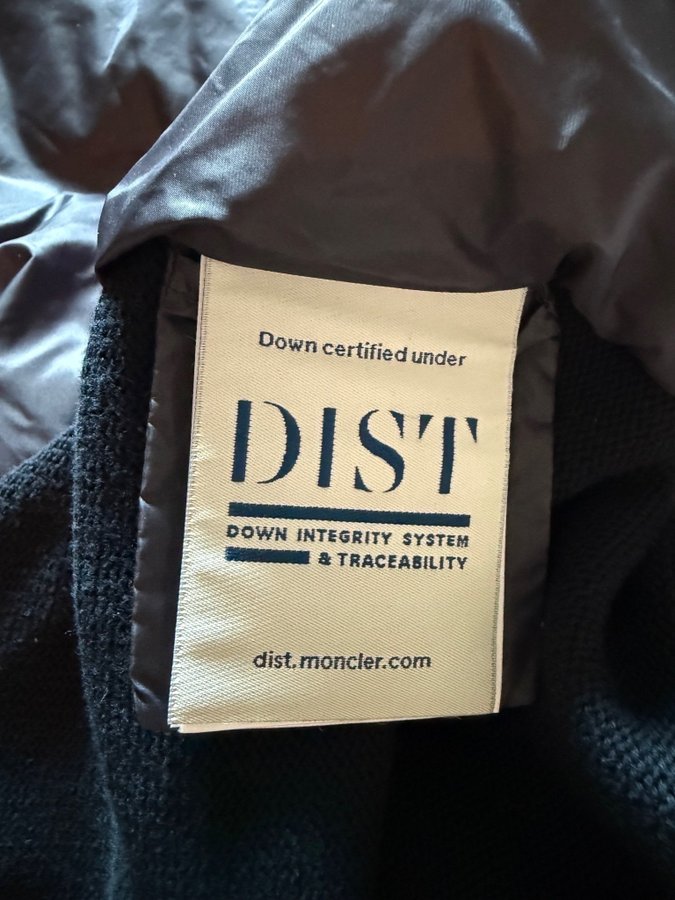 Down certified under
DIST
DOWN INTEGRITY SYSTEM
& TRACEABILITY
dist.moncler.com